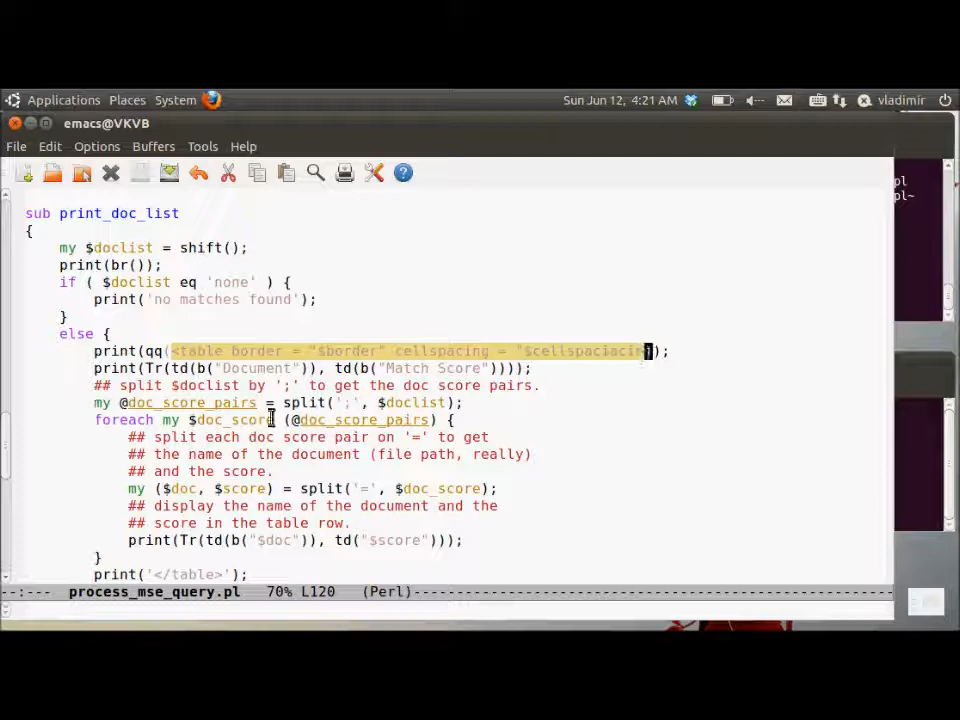 Applications Places System Sun Jun 12, 4:21 AM vladimir
emacs@VKVB
File Edit Options Buffers Tools Help
pl
pl~
sub print_doc_list
{
my $doclist = shift();
print(br());
if ( $doclist eq 'none' ) {
print('no matches found');
}
else {
print(qq(<table border = "$border" cellspacing = );
print(Tr(td(b("Document")), td(b("Match Score"))));
## split $doclist by ';' to get the doc score pairs.
my @doc_score_pairs = split(';', $doclist);
foreach my $doc_score (@doc_score_pairs) {
## split each doc score pair on '=' to get
## the name of the document (file path, really)
## and the score.
my ($doc, $score) = split('=', $doc_score);
## display the name of the document and the
## score in the table row.
print(Tr(td(b("$doc")), td("$score")));
}
print('</table>');
--:--- process_mse_query.pl 70% L120 (Perl)